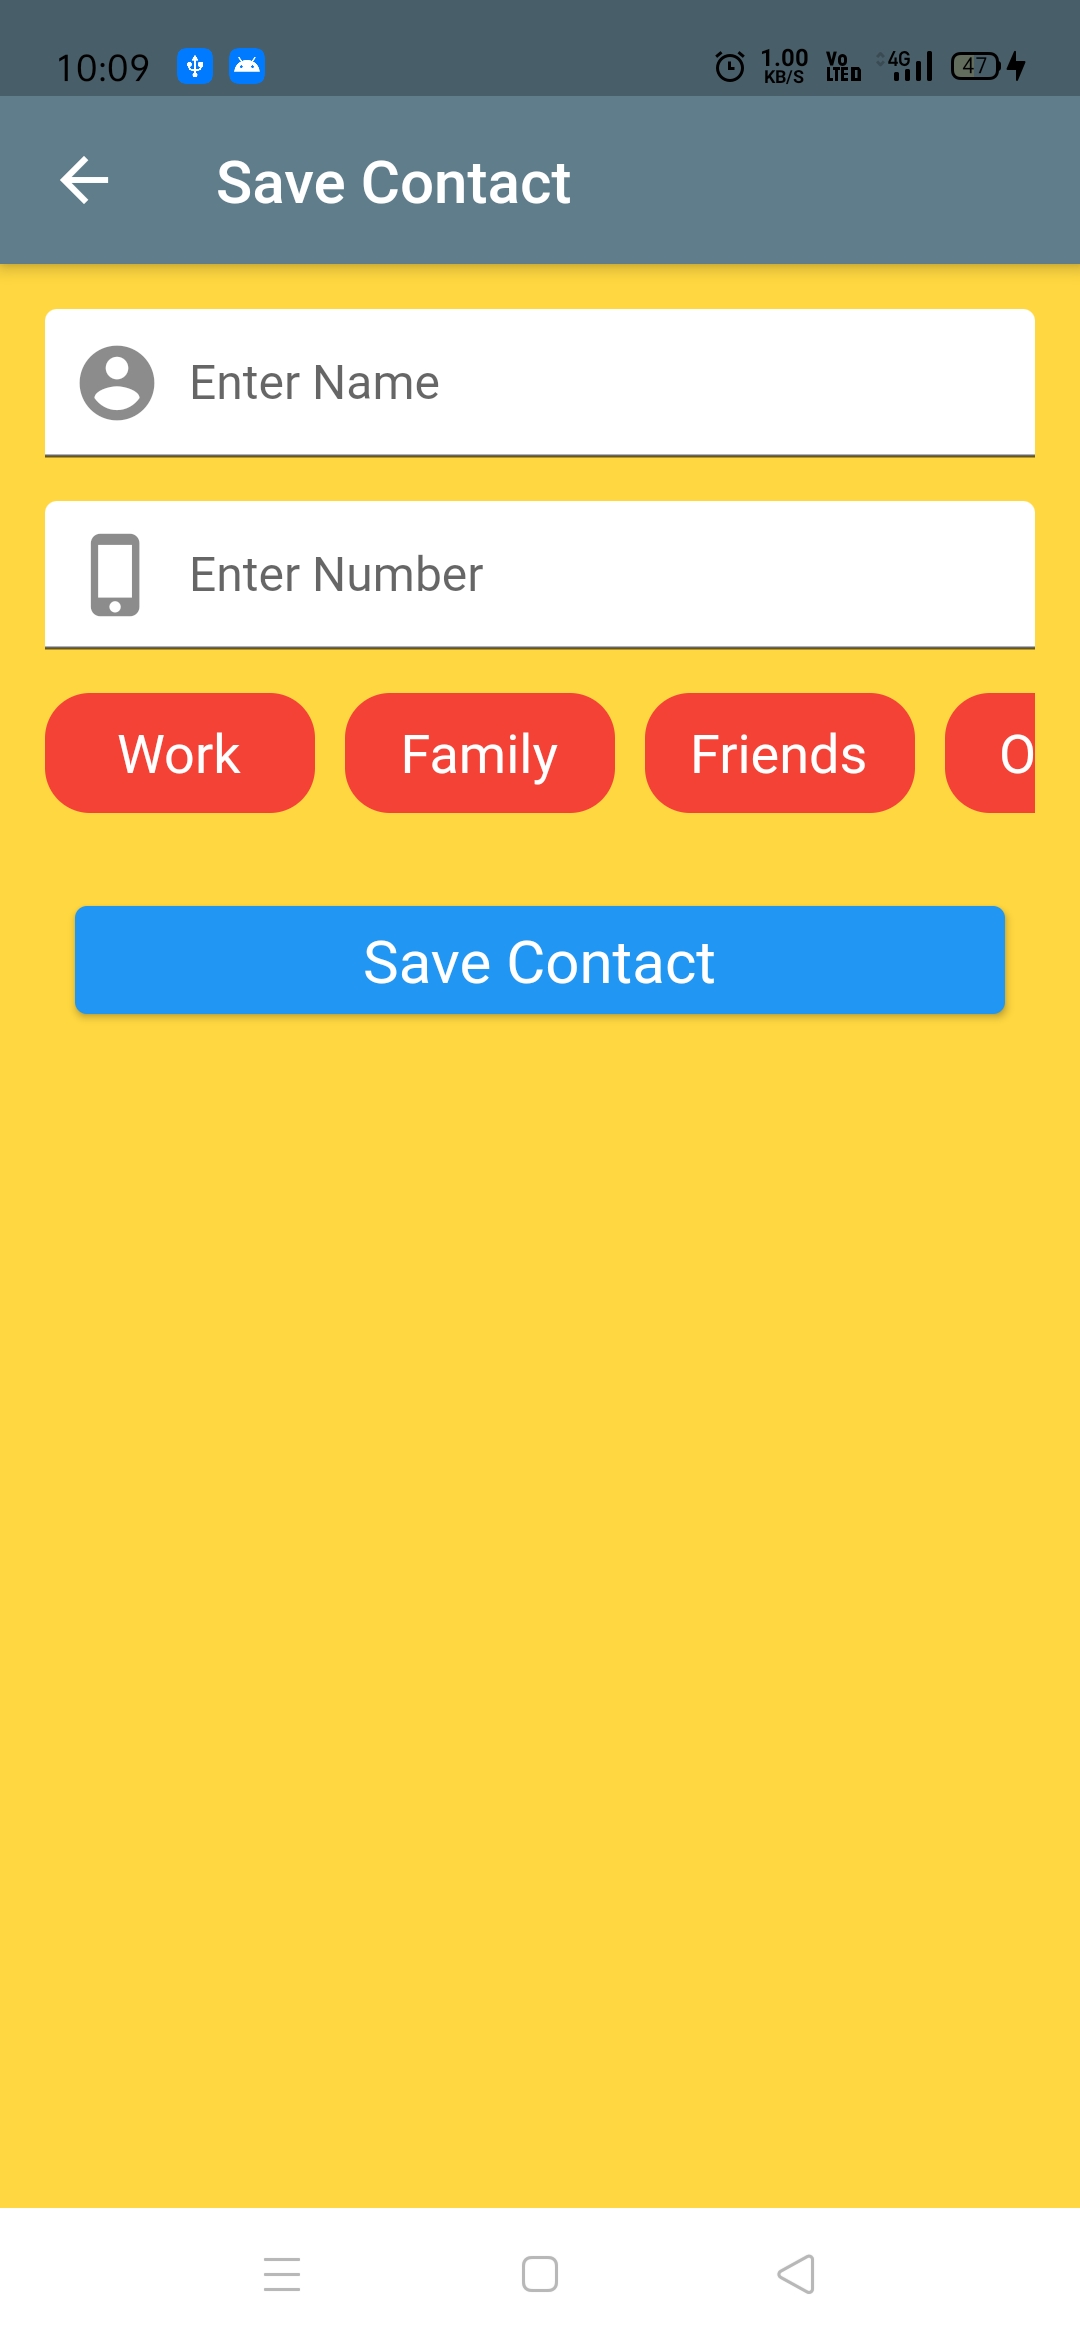 10:09 1.00 KB/S Vo LTED 4G 47
Save Contact
Enter Name
Enter Number
Work Family Friends O
Save Contact